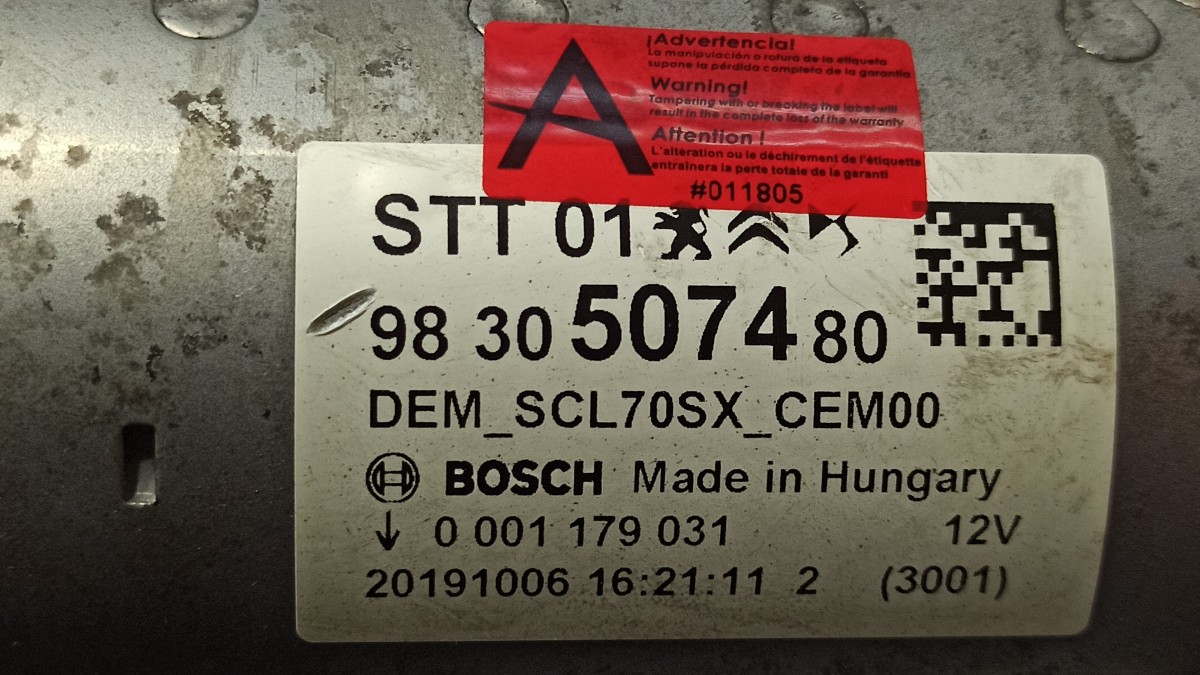 ¡Advertencia!
La manipulación o rotura de la etiqueta
supone la pérdida completa de la garantía
Warning!
Tampering with or breaking the label will
result in the complete loss of the warranty
Attention !
L'altération ou le déchirement de l'étiquette
entraînera la perte totale de la garanti
#011805
STT 01
98 30 5074 80
DEM_SCL70SX_CEM00
BOSCH Made in Hungary
↓ 0 001 179 031 12V
20191006 16:21:11 2 (3001)